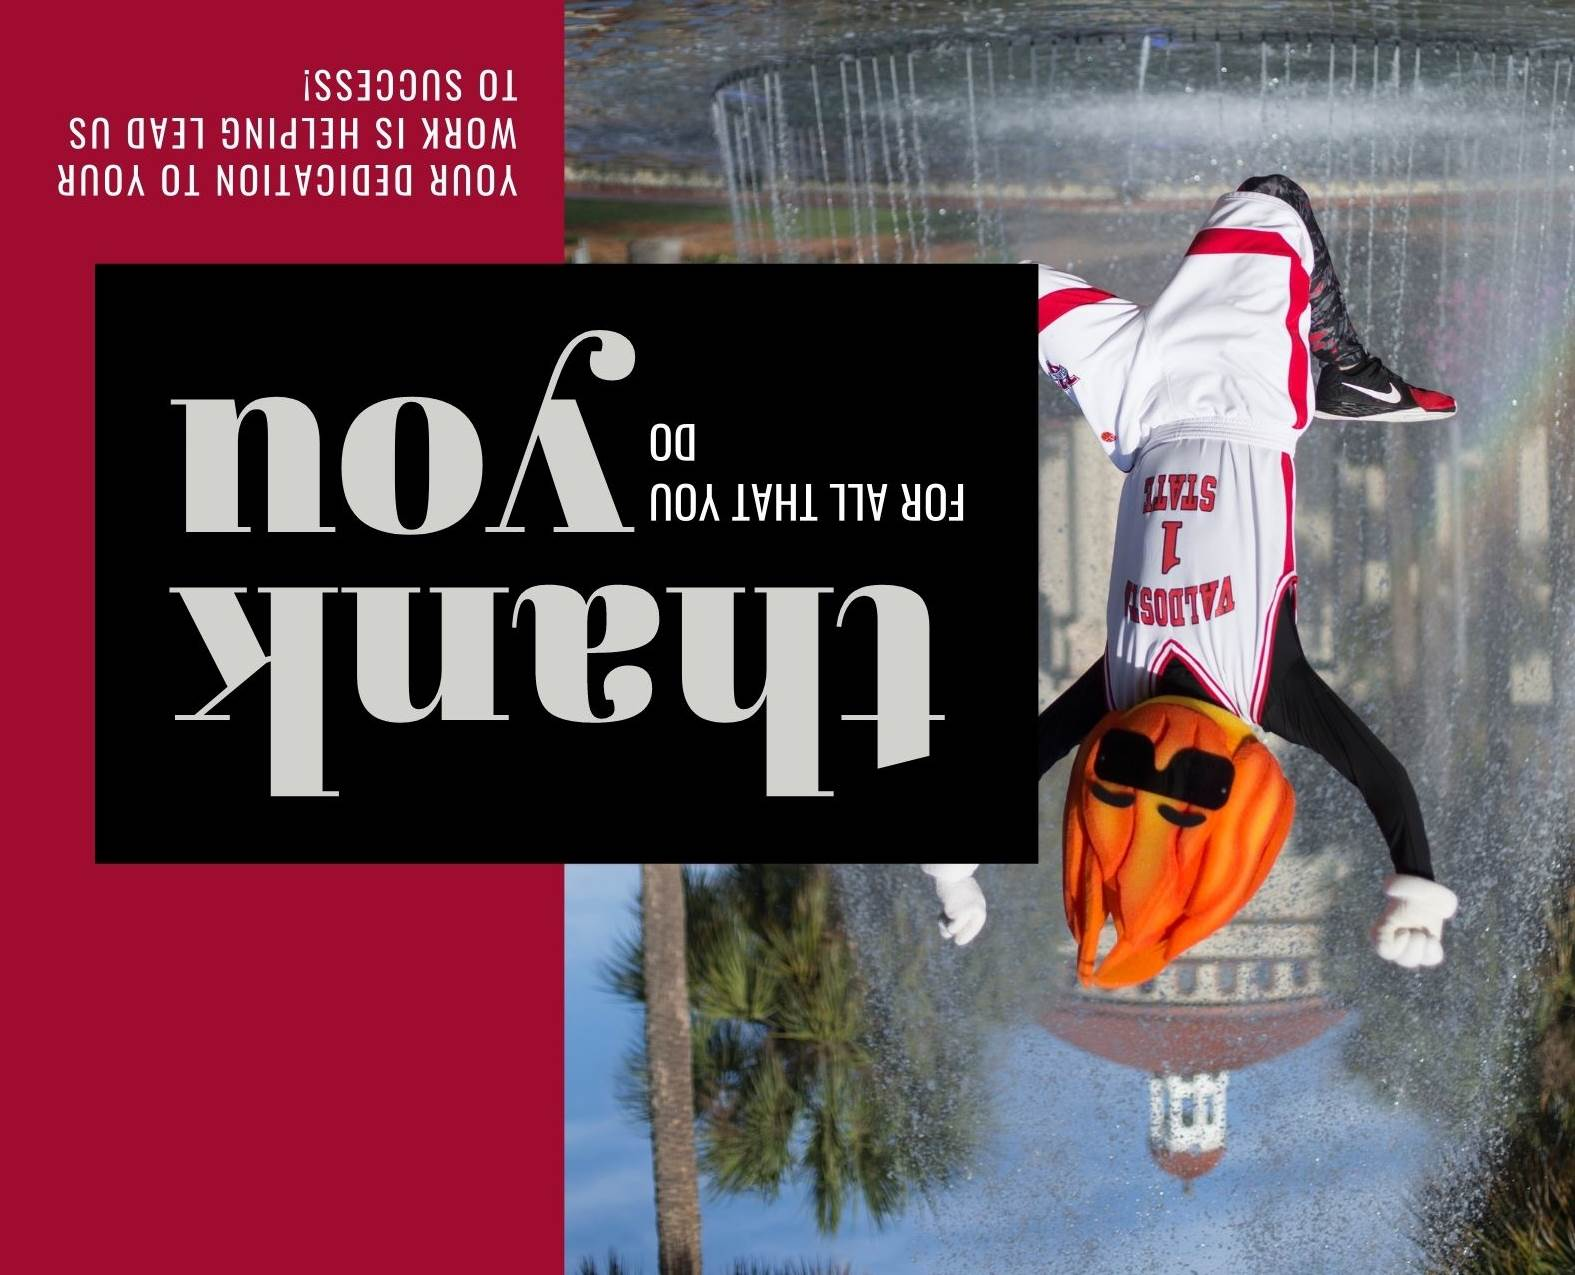 thank
you
FOR ALL THAT YOU
DO
YOUR DEDICATION TO YOUR
WORK IS HELPING LEAD US
TO SUCCESS!
VALDOSTA
1
STATE